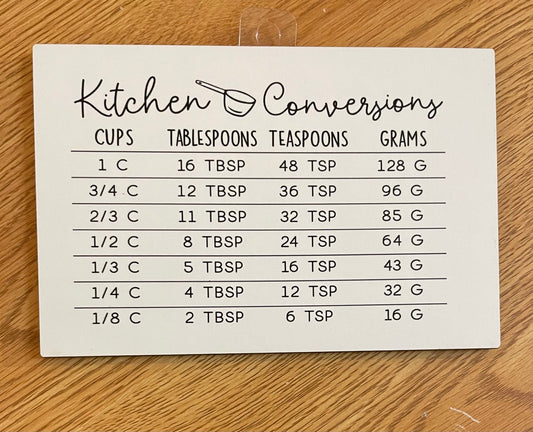 Kitchen Conversions
CUPS TABLESPOONS TEASPOONS GRAMS
1 C 16 TBSP 48 TSP 128 G
3/4 C 12 TBSP 36 TSP 96 G
2/3 C 11 TBSP 32 TSP 85 G
1/2 C 8 TBSP 24 TSP 64 G
1/3 C 5 TBSP 16 TSP 43 G
1/4 C 4 TBSP 12 TSP 32 G
1/8 C 2 TBSP 6 TSP 16 G